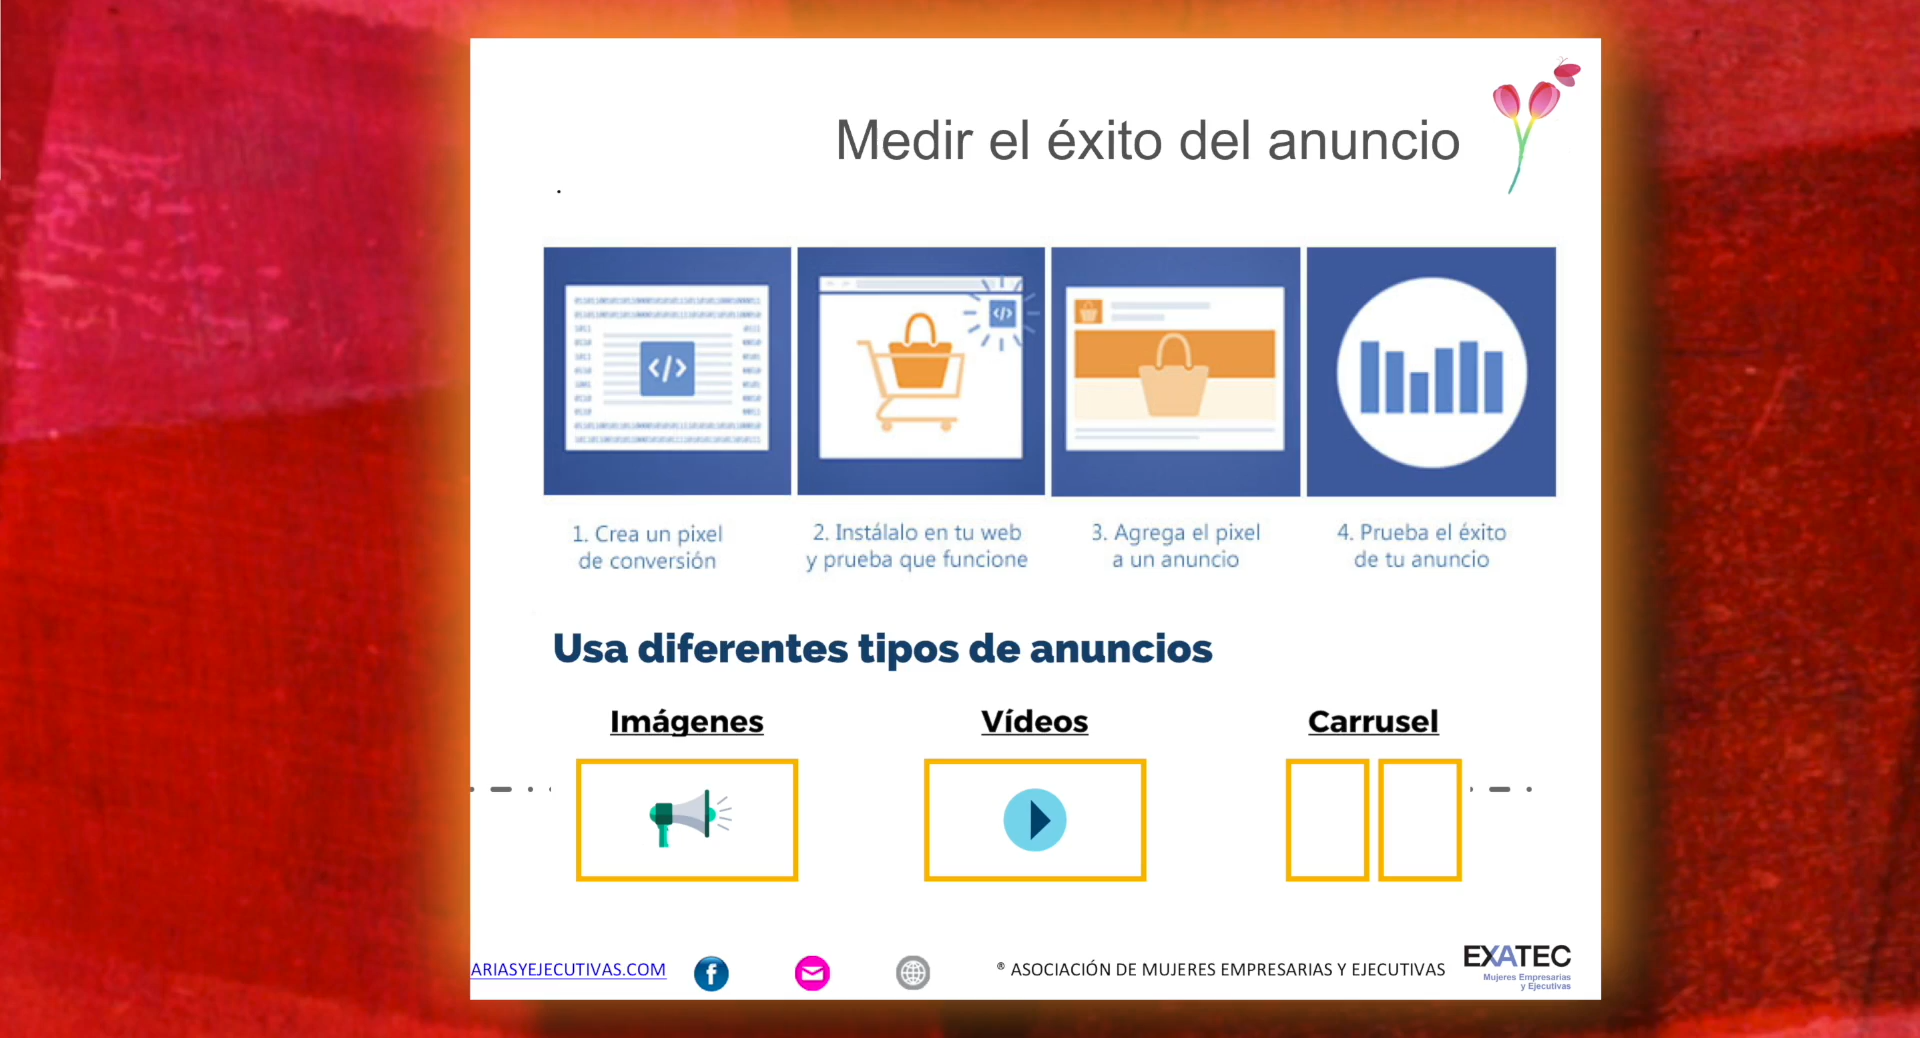 Medir el éxito del anuncio
.
</>
</>
1. Crea un pixel
de conversión
2. Instálalo en tu web
y prueba que funcione
3. Agrega el pixel
a un anuncio
4. Prueba el éxito
de tu anuncio
Usa diferentes tipos de anuncios
Imágenes
Vídeos
Carrusel
ARIASYEJECUTIVAS.COM
f
® ASOCIACIÓN DE MUJERES EMPRESARIAS Y EJECUTIVAS
EXATEC
Mujeres Empresarias
y Ejecutivas